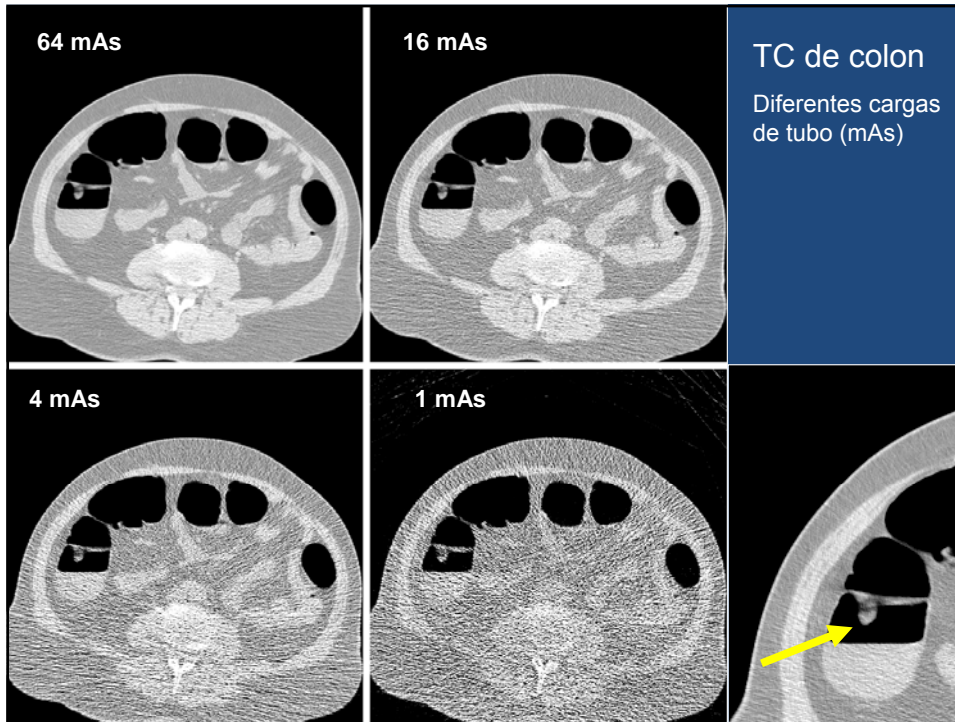 64 mAs
16 mAs
TC de colon
Diferentes cargas
de tubo (mAs)
4 mAs
1 mAs